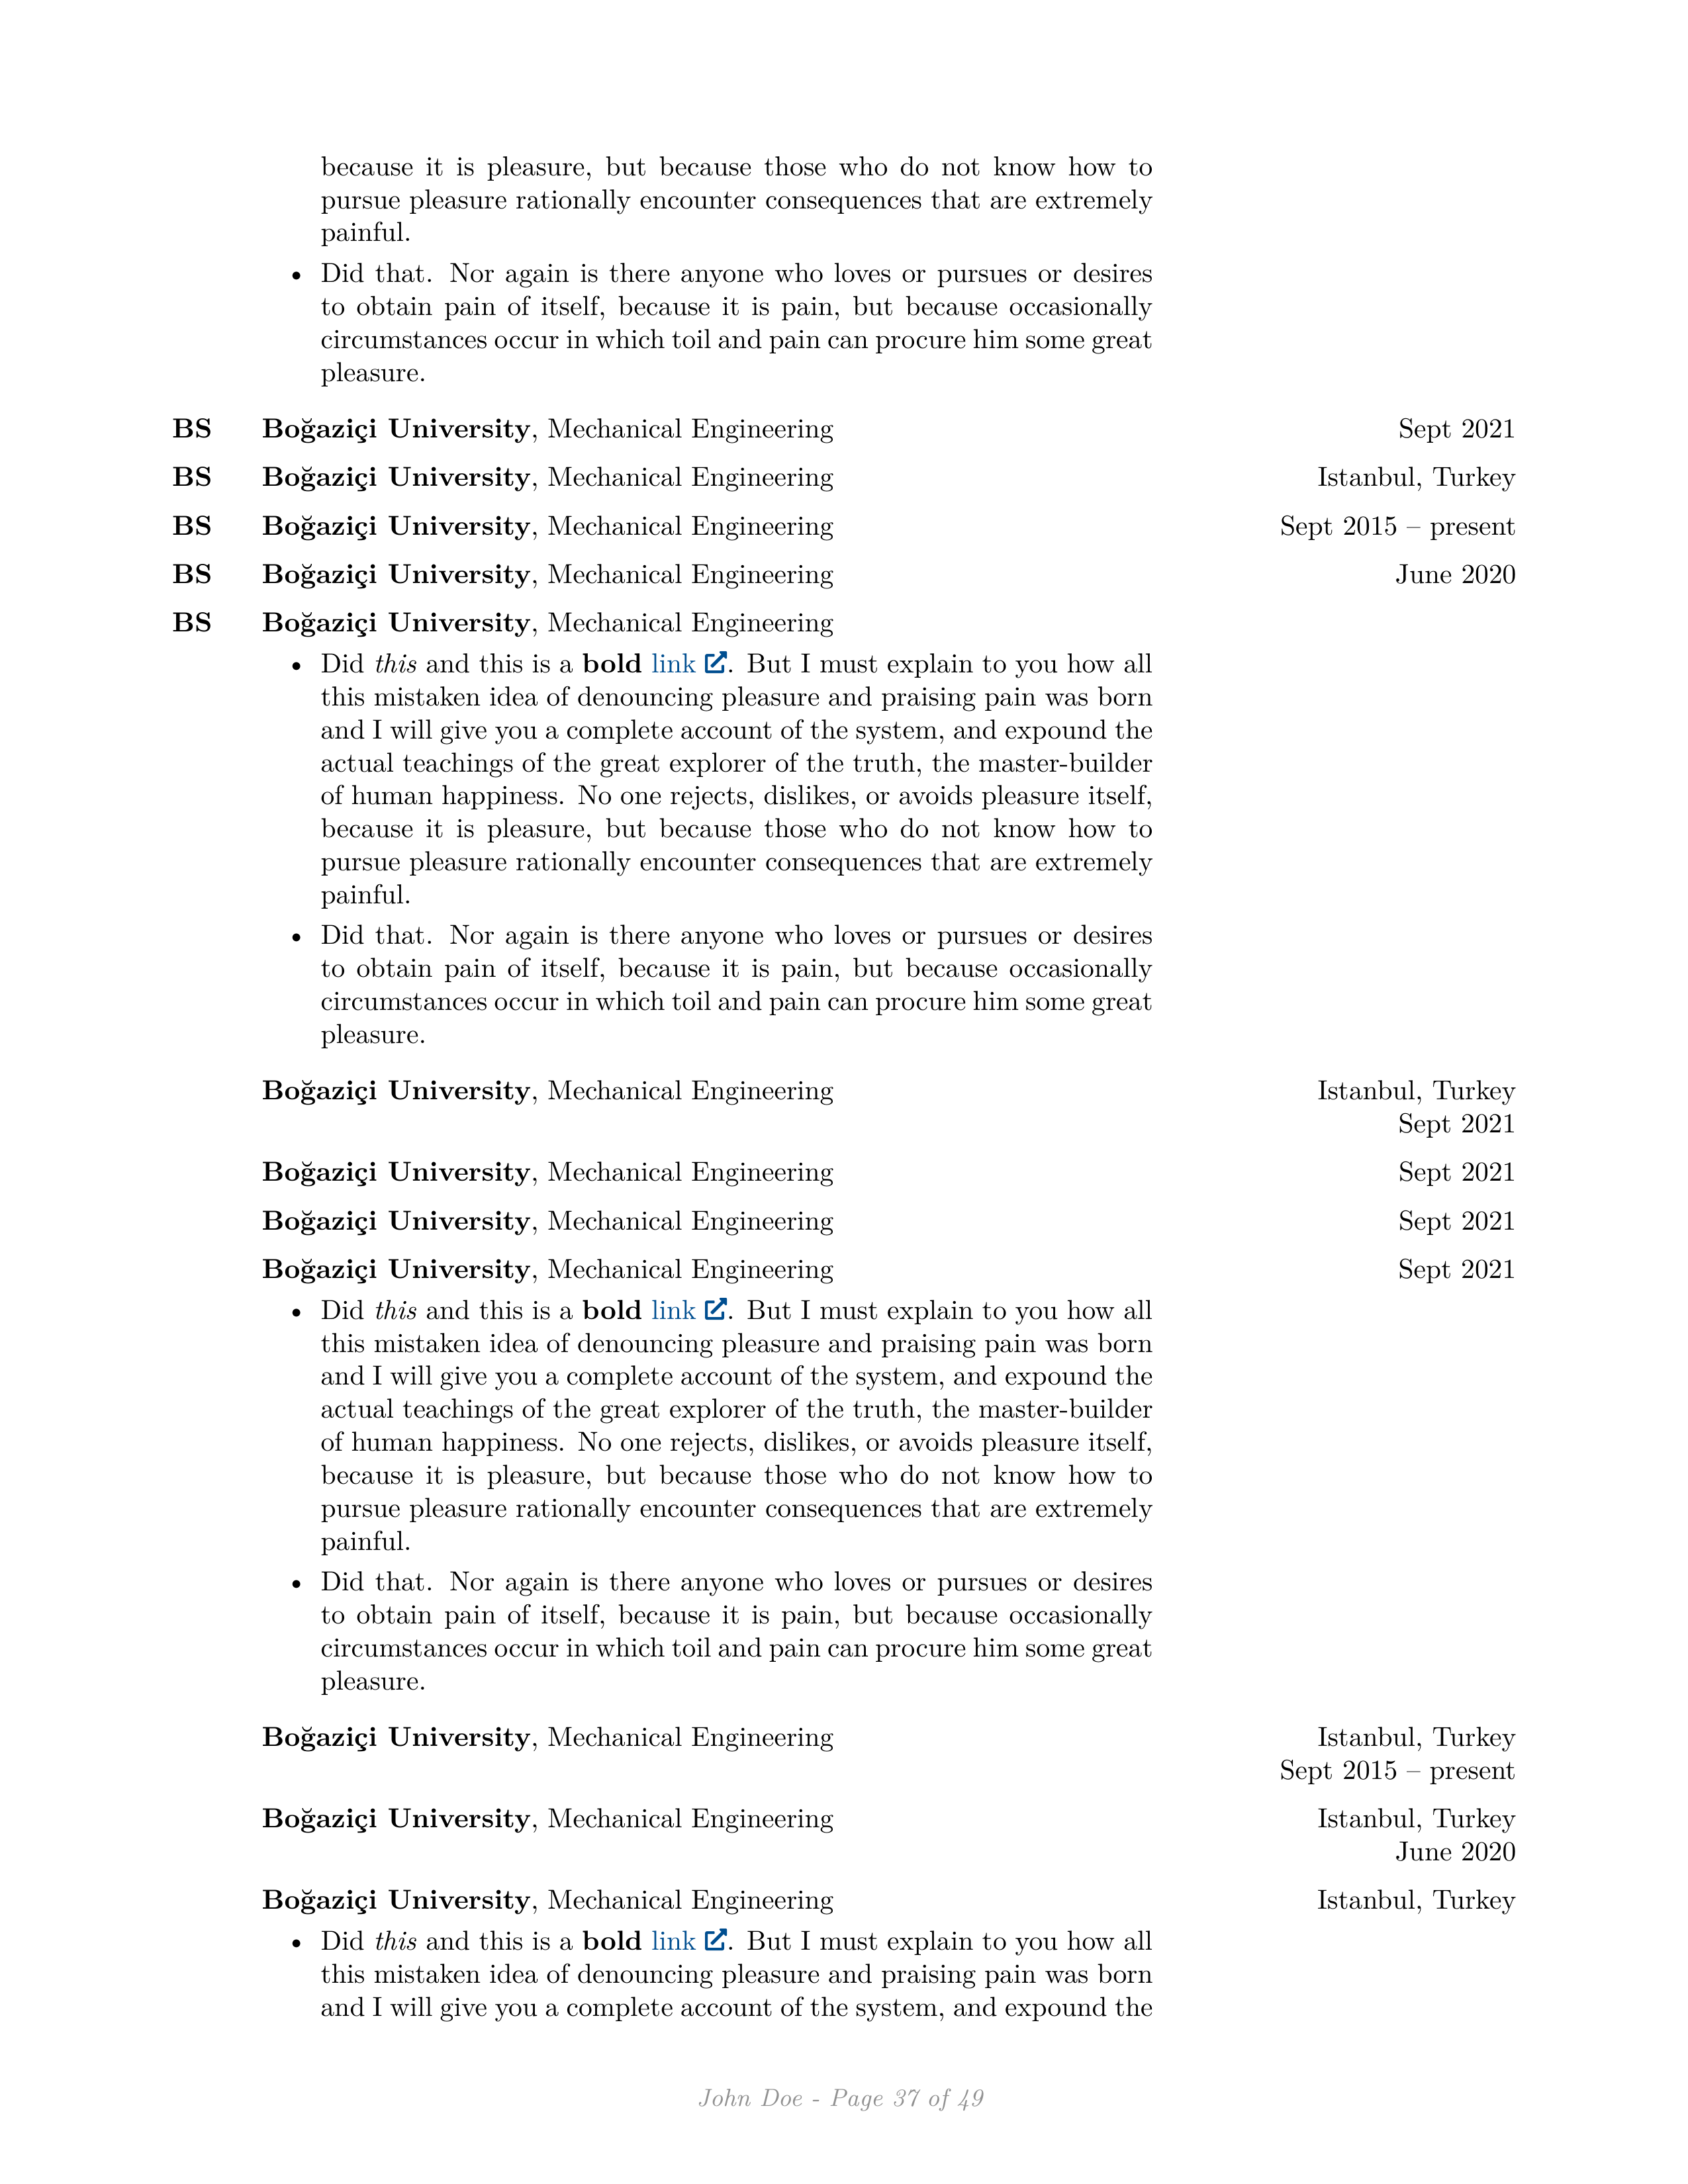 because it is pleasure, but because those who do not know how to
pursue pleasure rationally encounter consequences that are extremely
painful.
• Did that. Nor again is there anyone who loves or pursues or desires
to obtain pain of itself, because it is pain, but because occasionally
circumstances occur in which toil and pain can procure him some great
pleasure.
BS Boğaziçi University, Mechanical Engineering Sept 2021
BS Boğaziçi University, Mechanical Engineering Istanbul, Turkey
BS Boğaziçi University, Mechanical Engineering Sept 2015 – present
BS Boğaziçi University, Mechanical Engineering June 2020
BS Boğaziçi University, Mechanical Engineering
• Did this and this is a bold link. But I must explain to you how all
this mistaken idea of denouncing pleasure and praising pain was born
and I will give you a complete account of the system, and expound the
actual teachings of the great explorer of the truth, the master-builder
of human happiness. No one rejects, dislikes, or avoids pleasure itself,
because it is pleasure, but because those who do not know how to
pursue pleasure rationally encounter consequences that are extremely
painful.
• Did that. Nor again is there anyone who loves or pursues or desires
to obtain pain of itself, because it is pain, but because occasionally
circumstances occur in which toil and pain can procure him some great
pleasure.
Boğaziçi University, Mechanical Engineering Istanbul, Turkey
Sept 2021
Boğaziçi University, Mechanical Engineering Sept 2021
Boğaziçi University, Mechanical Engineering Sept 2021
Boğaziçi University, Mechanical Engineering Sept 2021
• Did this and this is a bold link. But I must explain to you how all
this mistaken idea of denouncing pleasure and praising pain was born
and I will give you a complete account of the system, and expound the
actual teachings of the great explorer of the truth, the master-builder
of human happiness. No one rejects, dislikes, or avoids pleasure itself,
because it is pleasure, but because those who do not know how to
pursue pleasure rationally encounter consequences that are extremely
painful.
• Did that. Nor again is there anyone who loves or pursues or desires
to obtain pain of itself, because it is pain, but because occasionally
circumstances occur in which toil and pain can procure him some great
pleasure.
Boğaziçi University, Mechanical Engineering Istanbul, Turkey
Sept 2015 – present
Boğaziçi University, Mechanical Engineering Istanbul, Turkey
June 2020
Boğaziçi University, Mechanical Engineering Istanbul, Turkey
• Did this and this is a bold link. But I must explain to you how all
this mistaken idea of denouncing pleasure and praising pain was born
and I will give you a complete account of the system, and expound the
John Doe - Page 37 of 49